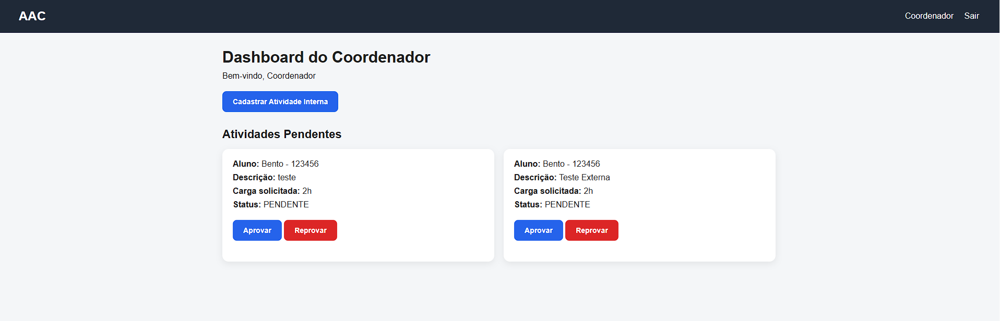 AAC
Coordenador Sair
Dashboard do Coordenador
Bem-vindo, Coordenador
Cadastrar Atividade Interna
Atividades Pendentes
Aluno: Bento - 123456
Descrição: teste
Carga solicitada: 2h
Status: PENDENTE
Aprovar Reprovar
Aluno: Bento - 123456
Descrição: Teste Externa
Carga solicitada: 2h
Status: PENDENTE
Aprovar Reprovar